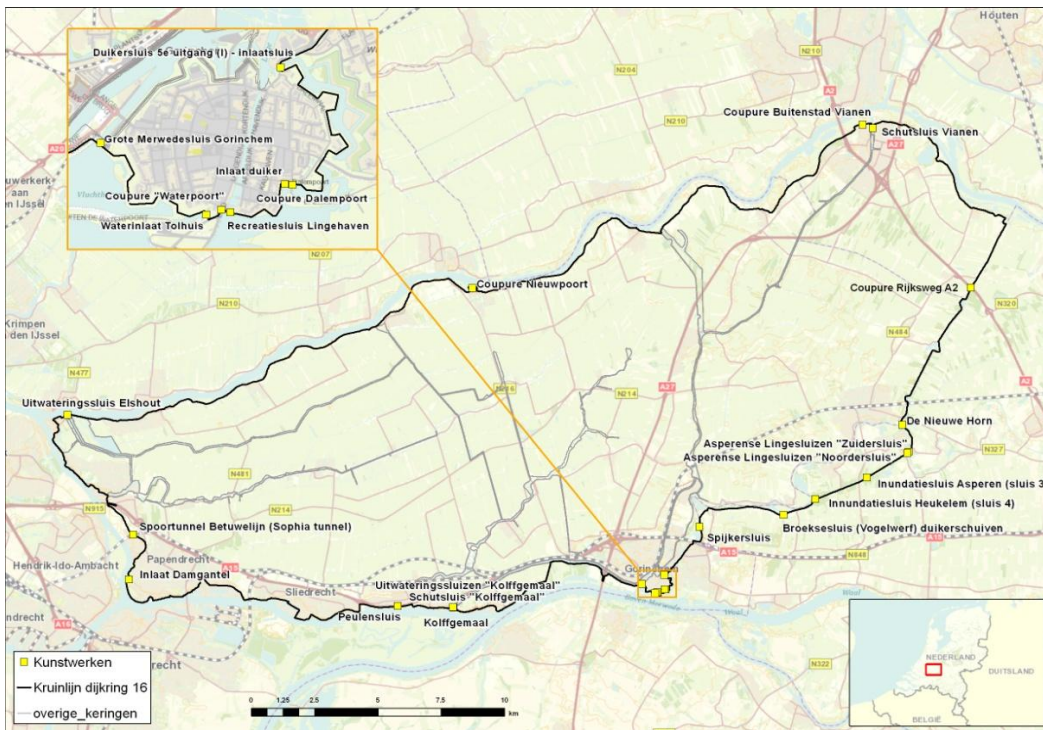 Houten
Duikersluis 5e uitgang (I) - inlaatsluis
N210
N204
A2
N210
Coupure Buitenstad Vianen
Schutsluis Vianen
A27
Grote Merwedesluis Gorinchem
A20
Inlaat duiker
Coupure "Waterpoort"
Coupure Dalempoort
Waterinlaat Tolhuis
Recreatiesluis Lingehaven
N207
Coupure Nieuwpoort
Coupure Rijksweg A2
N210
N320
Krimpen
N484
N477
A27
N216
N214
A2
Uitwateringssluis Elshout
De Nieuwe Horn
Asperense Lingesluizen "Zuidersluis"
N327
Asperense Lingesluizen "Noordersluis"
N481
Inundatiesluis Asperen (sluis 3
Innundatiesluis Heukelem (sluis 4)
N915
N214
Broeksesluis (Vogelwerf) duikerschuiven
Spoortunnel Betuwelijn (Sophia tunnel)
Spijkersluis
A15
A15
N848
Hendrik-Ido-Ambacht
Papendrecht
A15
Gorinchem
Inlaat Damgantel
Sliedrecht
Uitwateringssluizen "Kolffgemaal"
Schutsluis "Kolffgemaal"
Peulensluis
Kolffgemaal
A16
N322
NEDERLAND
DUITSLAND
BELGIË
Kunstwerken
Kruinlijn dijkring 16
overige_keringen
0 1.25 2.5 5 7.5 10
km